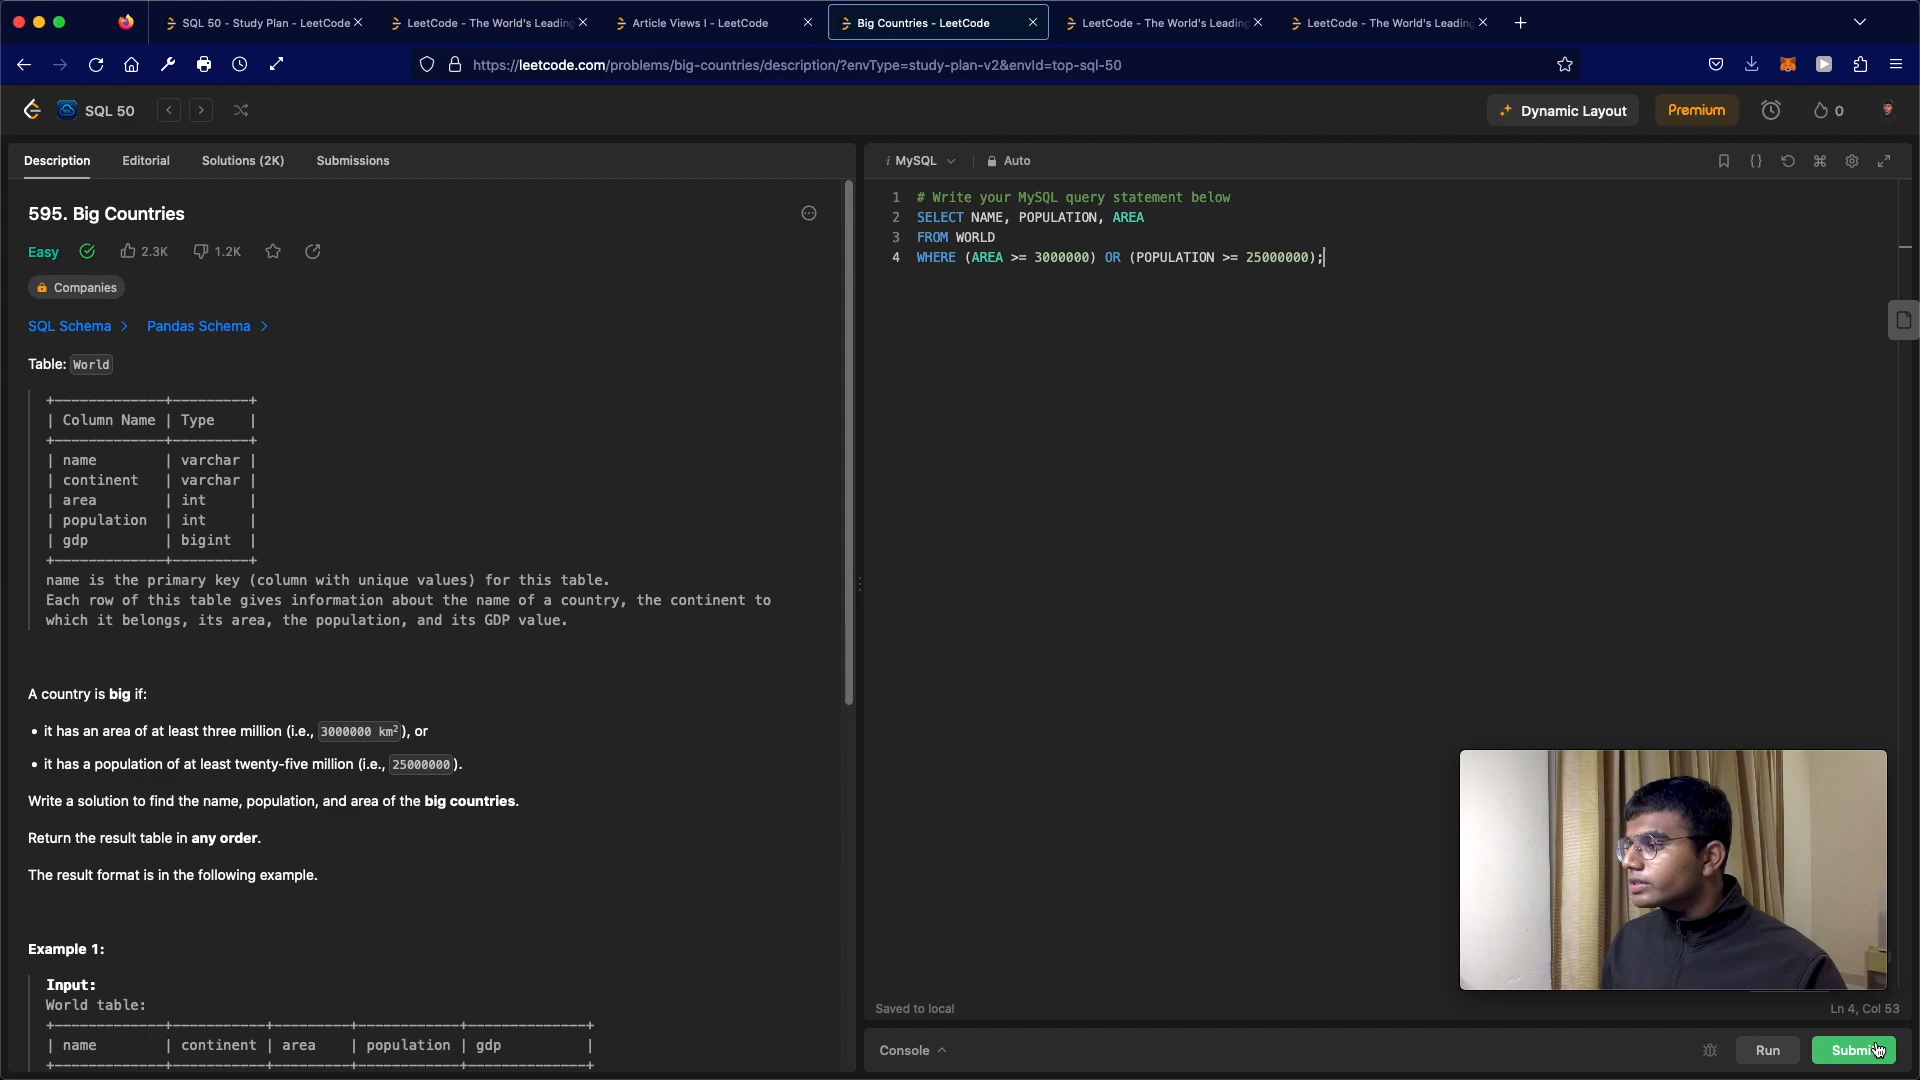 SQL 50 - Study Plan - LeetCode
LeetCode - The World's Leading
Article Views I - LeetCode
Big Countries - LeetCode
LeetCode - The World's Leading
LeetCode - The World's Leading
https://leetcode.com/problems/big-countries/description/?envType=study-plan-v2&envId=top-sql-50
SQL 50
Dynamic Layout
Premium
0
Description
Editorial
Solutions (2K)
Submissions
595. Big Countries
Easy
2.3K
1.2K
Companies
SQL Schema >
Pandas Schema >
Table: World
+-------------+---------+
| Column Name | Type    |
+-------------+---------+
| name        | varchar |
| continent   | varchar |
| area        | int     |
| population  | int     |
| gdp         | bigint  |
+-------------+---------+
name is the primary key (column with unique values) for this table.
Each row of this table gives information about the name of a country, the continent to
which it belongs, its area, the population, and its GDP value.
A country is big if:
• it has an area of at least three million (i.e., 3000000 km²), or
• it has a population of at least twenty-five million (i.e., 25000000).
Write a solution to find the name, population, and area of the big countries.
Return the result table in any order.
The result format is in the following example.
Example 1:
Input:
World table:
+-------------+-----------+---------+------------+--------------+
| name        | continent | area    | population | gdp          |
+-------------+-----------+---------+------------+--------------+
i MySQL
Auto
1 # Write your MySQL query statement below
2 SELECT NAME, POPULATION, AREA
3 FROM WORLD
4 WHERE (AREA >= 3000000) OR (POPULATION >= 25000000);
Saved to local
Ln 4, Col 53
Console
Run
Submit